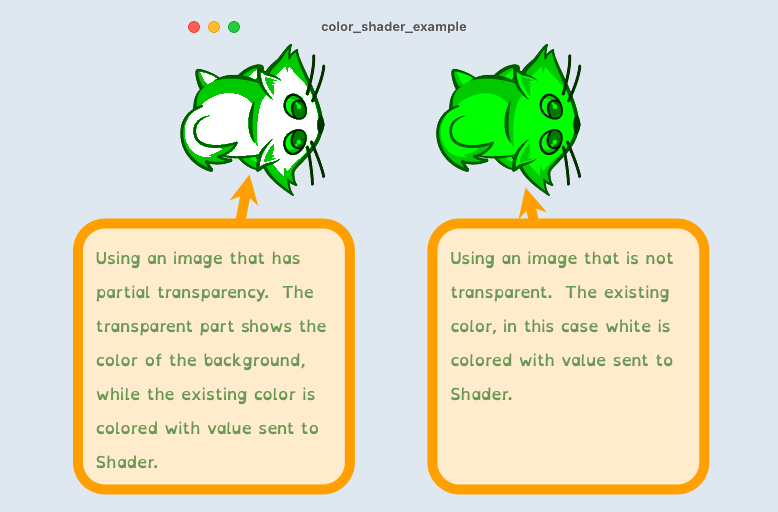 color_shader_example
Using an image that has
partial transparency.  The
transparent part shows the
color of the background,
while the existing color is
colored with value sent to
Shader.
Using an image that is not
transparent.  The existing
color, in this case white is
colored with value sent to
Shader.